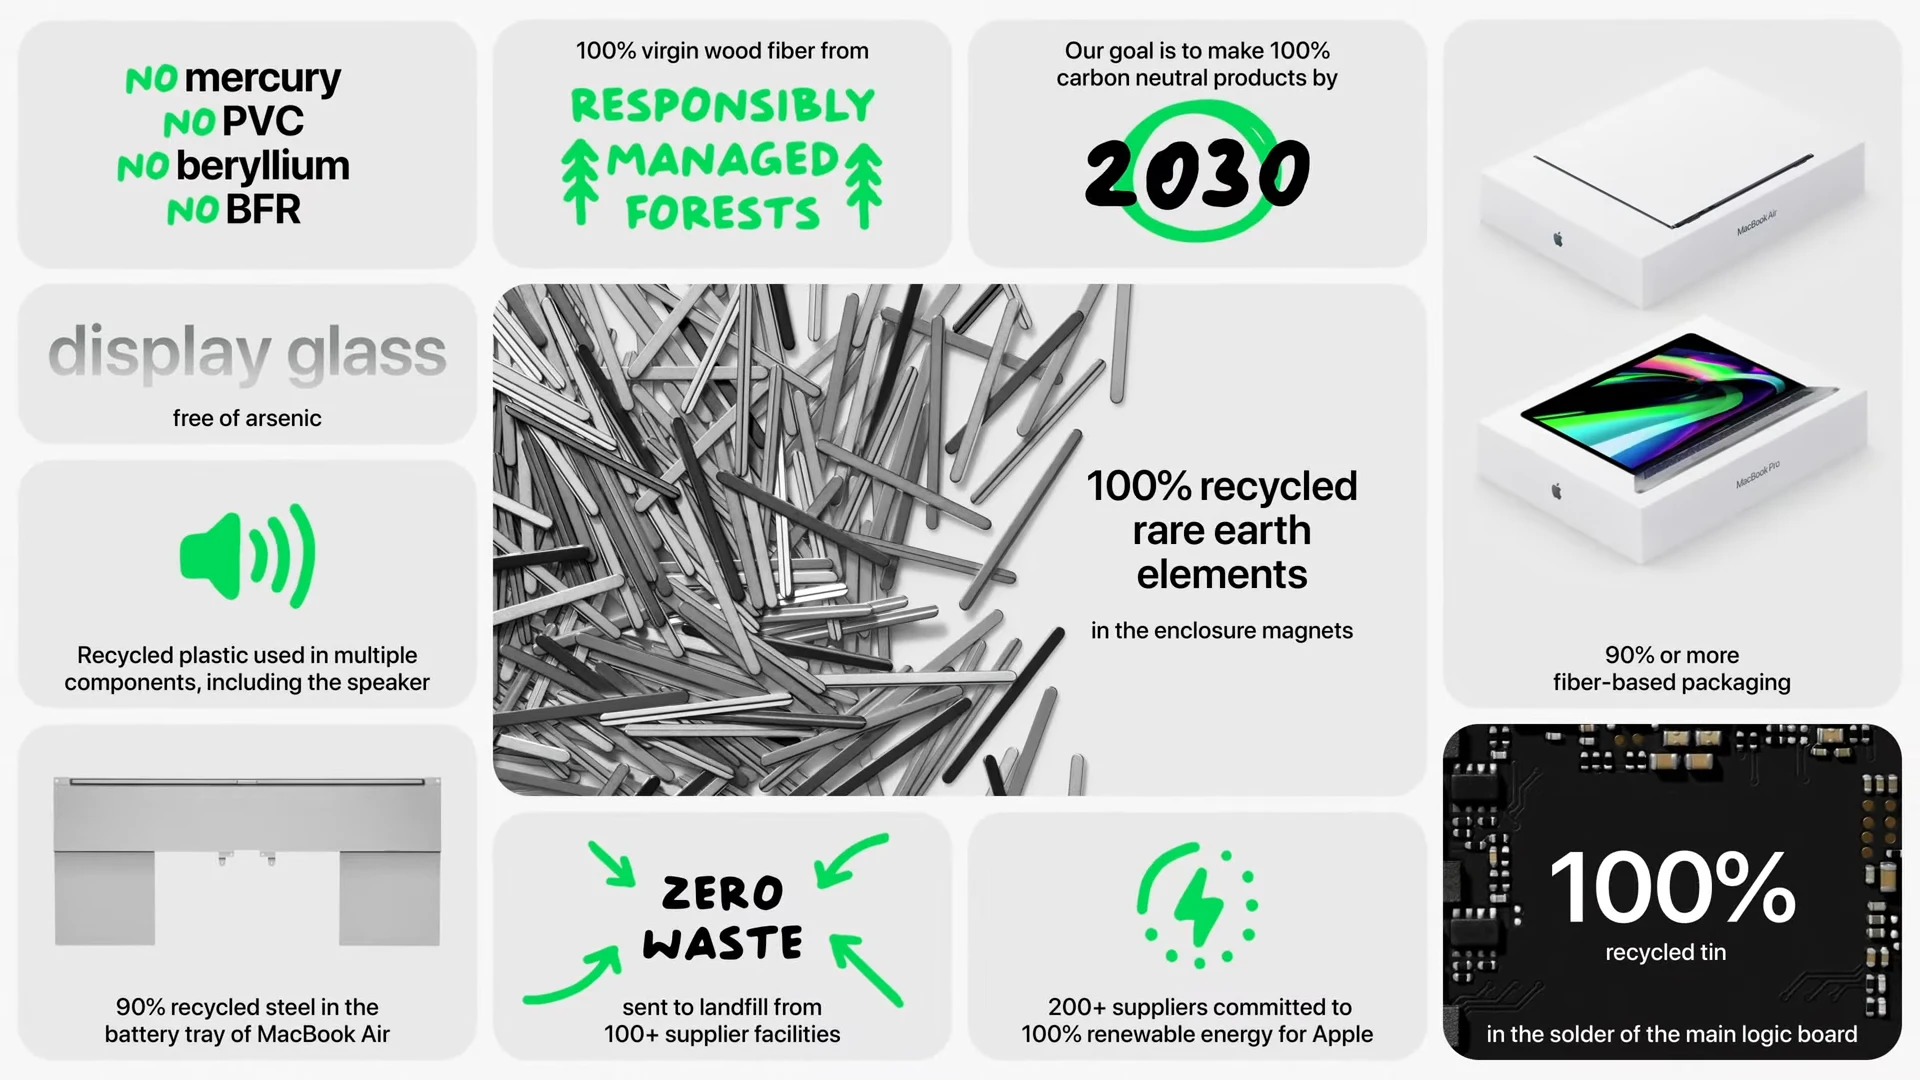 NO mercury
NO PVC
NO beryllium
NO BFR
100% virgin wood fiber from
RESPONSIBLY
MANAGED
FORESTS
Our goal is to make 100%
carbon neutral products by
2030
MacBook Air
MacBook Pro
90% or more
fiber-based packaging
display glass
free of arsenic
Recycled plastic used in multiple
components, including the speaker
100% recycled
rare earth
elements
in the enclosure magnets
90% recycled steel in the
battery tray of MacBook Air
ZERO
WASTE
sent to landfill from
100+ supplier facilities
200+ suppliers committed to
100% renewable energy for Apple
100%
recycled tin
in the solder of the main logic board